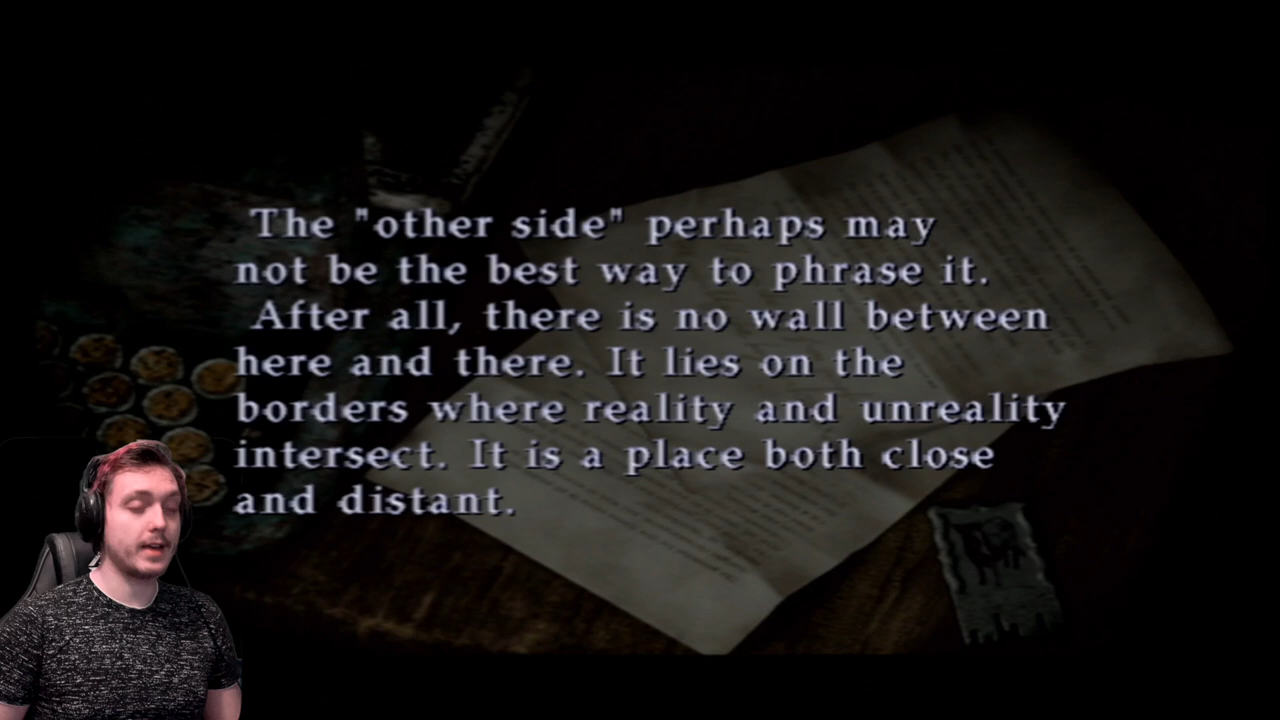 The "other side" perhaps may
not be the best way to phrase it.
After all, there is no wall between
here and there. It lies on the
borders where reality and unreality
intersect. It is a place both close
and distant.